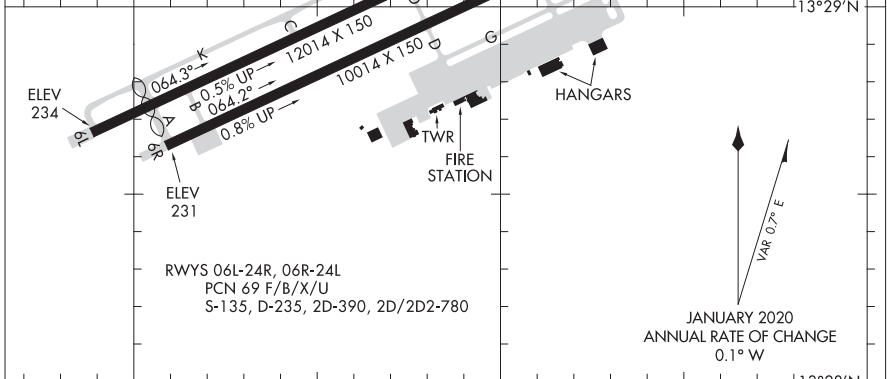 13°29'N
C
D
12014 X 150
G
K
064.3°
10014 X 150
0.5% UP
064.2°
ELEV
234
B
HANGARS
A
0.8% UP
6L
6R
TWR
FIRE
STATION
ELEV
231
VAR 0.7° E
RWYS 06L-24R, 06R-24L
PCN 69 F/B/X/U
S-135, D-235, 2D-390, 2D/2D2-780
JANUARY 2020
ANNUAL RATE OF CHANGE
0.1° W